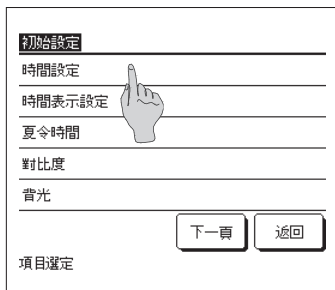 初始設定
時間設定
時間表示設定
夏令時間
對比度
背光
下一頁 返回
項目選定